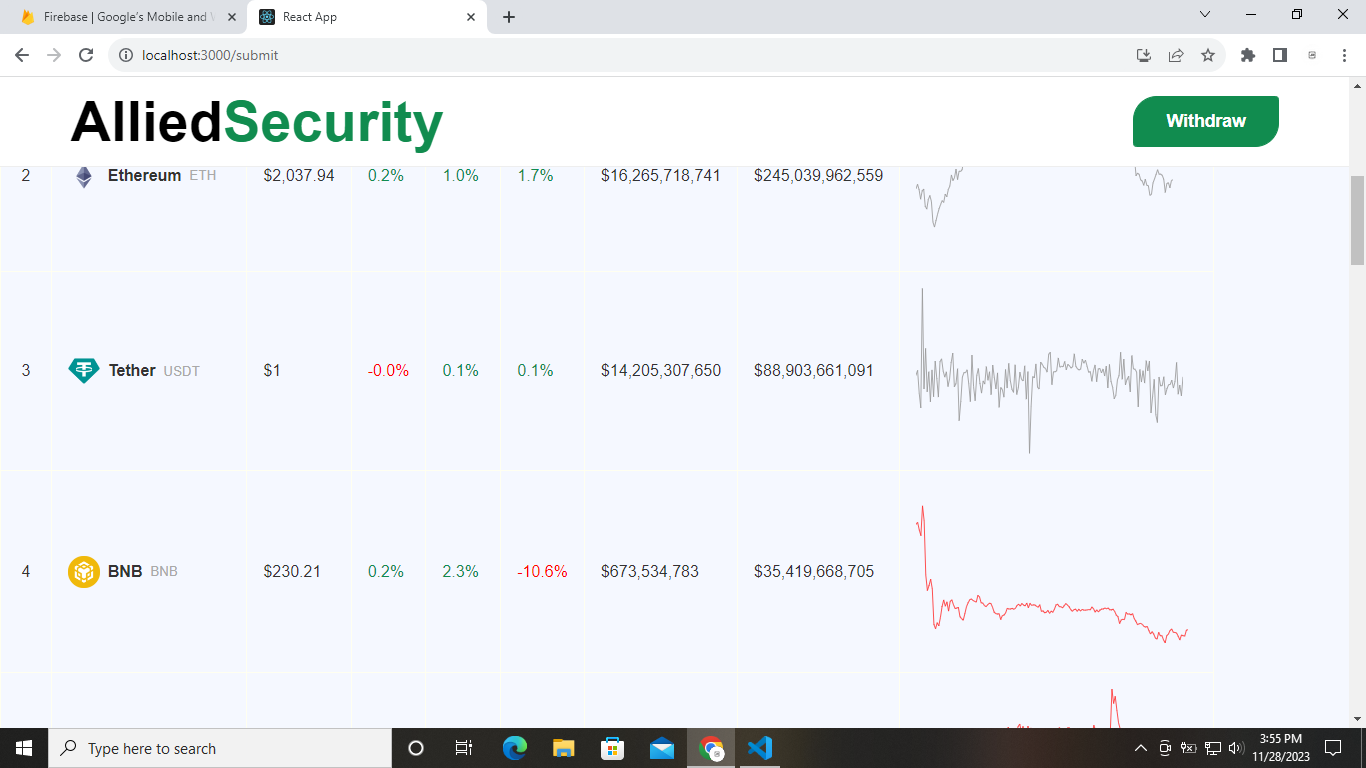 Firebase | Google's Mobile and
React App
localhost:3000/submit
AlliedSecurity
Withdraw
2 Ethereum ETH $2,037.94 0.2% 1.0% 1.7% $16,265,718,741 $245,039,962,559
3 Tether USDT $1 -0.0% 0.1% 0.1% $14,205,307,650 $88,903,661,091
4 BNB BNB $230.21 0.2% 2.3% -10.6% $673,534,783 $35,419,668,705
Type here to search
3:55 PM
11/28/2023